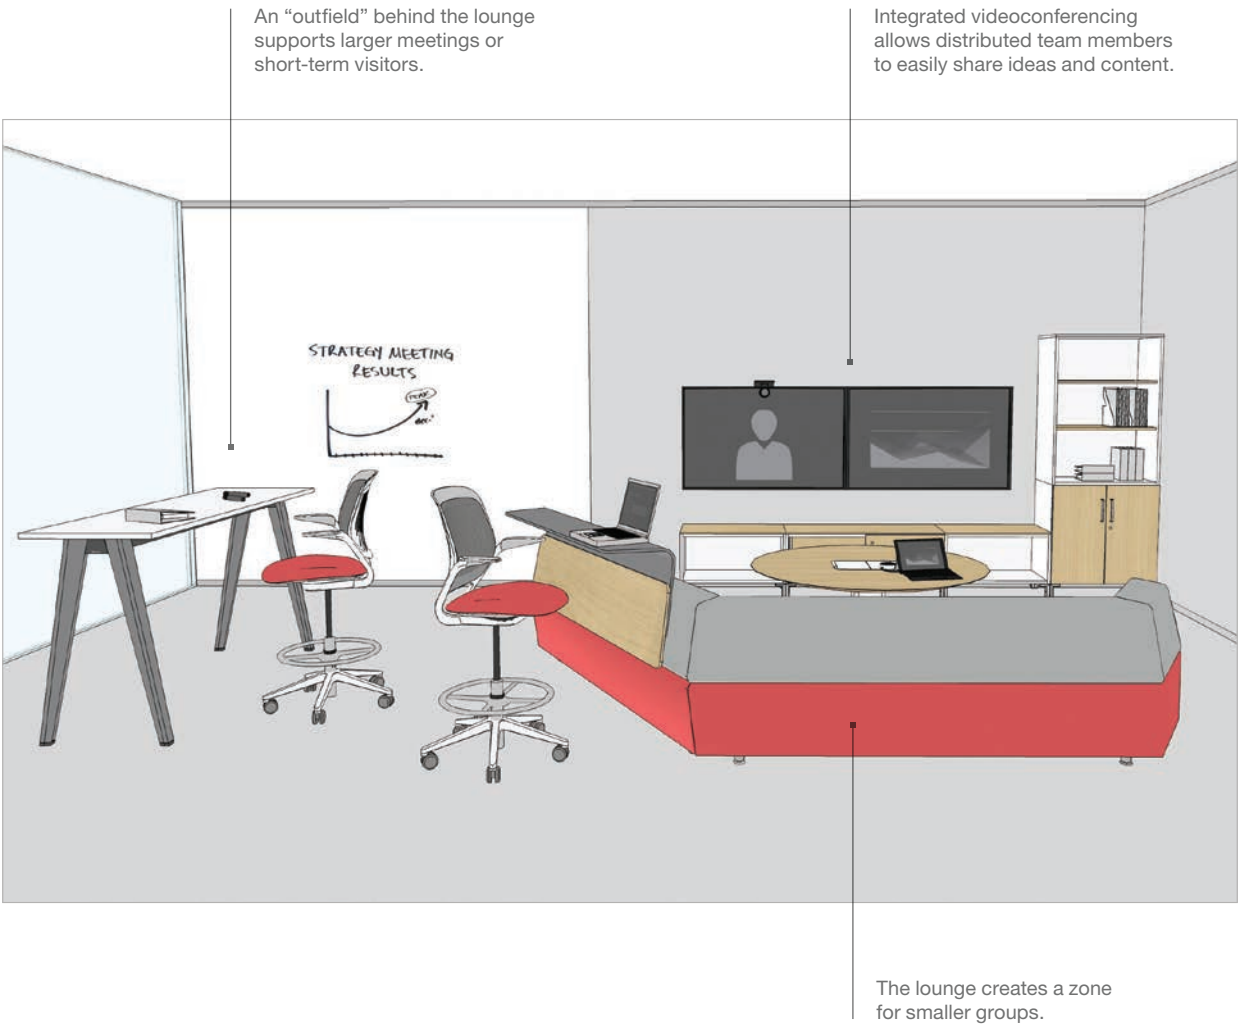 An “outfield” behind the lounge
supports larger meetings or
short-term visitors.
Integrated videoconferencing
allows distributed team members
to easily share ideas and content.
STRATEGY MEETING
RESULTS
The lounge creates a zone
for smaller groups.